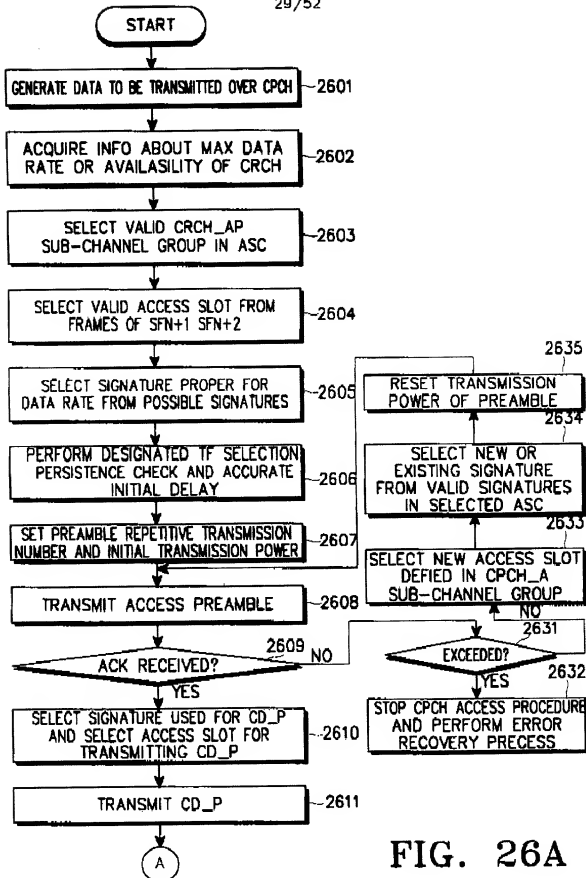 29/52
START
GENERATE DATA TO BE TRANSMITTED OVER CPCH
2601
ACQUIRE INFO ABOUT MAX DATA
RATE OR AVAILASILITY OF CRCH
2602
SELECT VALID CRCH_AP
SUB-CHANNEL GROUP IN ASC
2603
SELECT VALID ACCESS SLOT FROM
FRAMES OF SFN+1 SFN+2
2604
SELECT SIGNATURE PROPER FOR
DATA RATE FROM POSSIBLE SIGNATURES
2605
PERFORM DESIGNATED TF SELECTION
PERSISTENCE CHECK AND ACCURATE
INITIAL DELAY
2606
SET PREAMBLE REPETITIVE TRANSMISSION
NUMBER AND INITIAL TRANSMISSION POWER
2607
TRANSMIT ACCESS PREAMBLE
2608
ACK RECEIVED?
2609
NO
YES
SELECT SIGNATURE USED FOR CD_P
AND SELECT ACCESS SLOT FOR
TRANSMITTING CD_P
2610
TRANSMIT CD_P
2611
A
2635
RESET TRANSMISSION
POWER OF PREAMBLE
2634
SELECT NEW OR
EXISTING SIGNATURE
FROM VALID SIGNATURES
IN SELECTED ASC
2633
SELECT NEW ACCESS SLOT
DEFIED IN CPCH_A
SUB-CHANNEL GROUP
NO
2631
EXCEEDED?
YES
2632
STOP CPCH ACCESS PROCEDURE
AND PERFORM ERROR
RECOVERY PRECESS
FIG. 26A